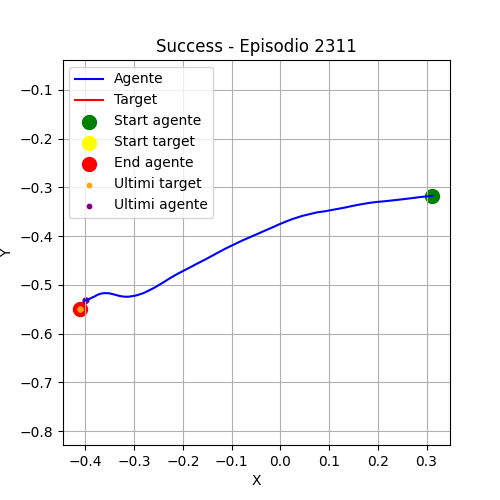 Success - Episodio 2311
Agente
Target
Start agente
Start target
End agente
Ultimi target
Ultimi agente
−0.1
−0.2
−0.3
−0.4
−0.5
−0.6
−0.7
−0.8
Y
−0.4 −0.3 −0.2 −0.1 0.0 0.1 0.2 0.3
X